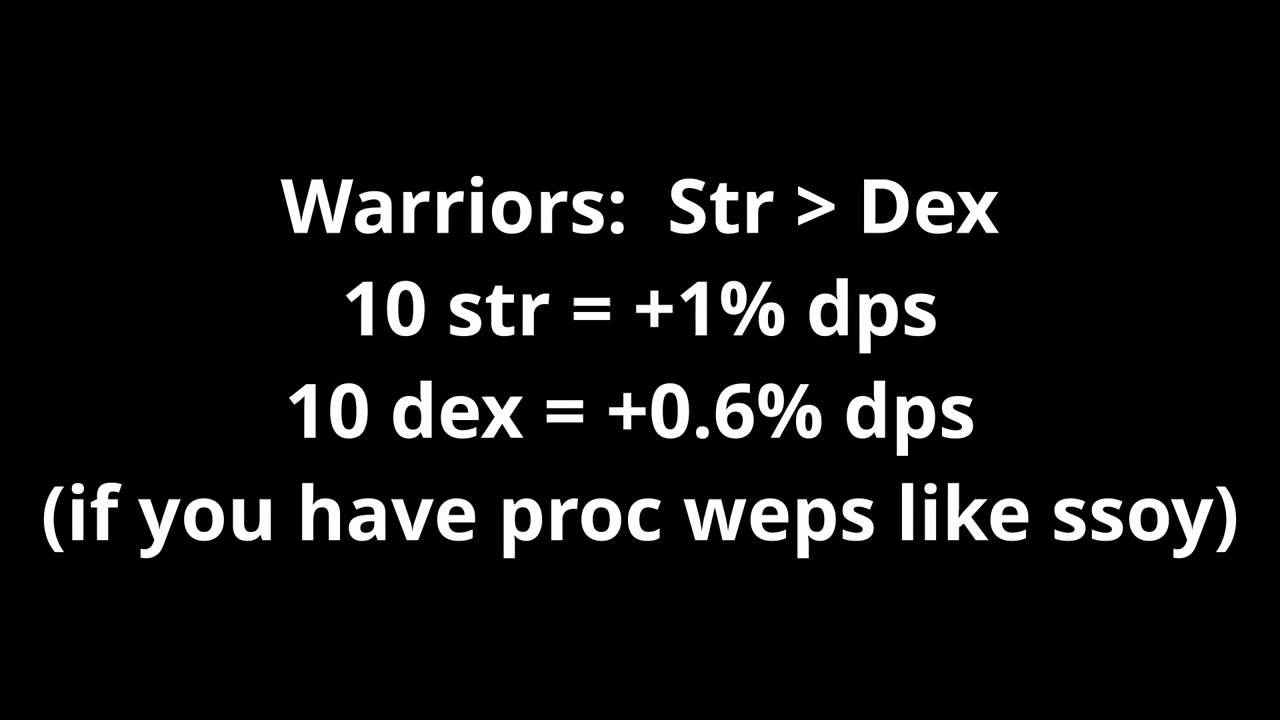 Warriors:  Str > Dex
10 str = +1% dps
10 dex = +0.6% dps
(if you have proc weps like ssoy)